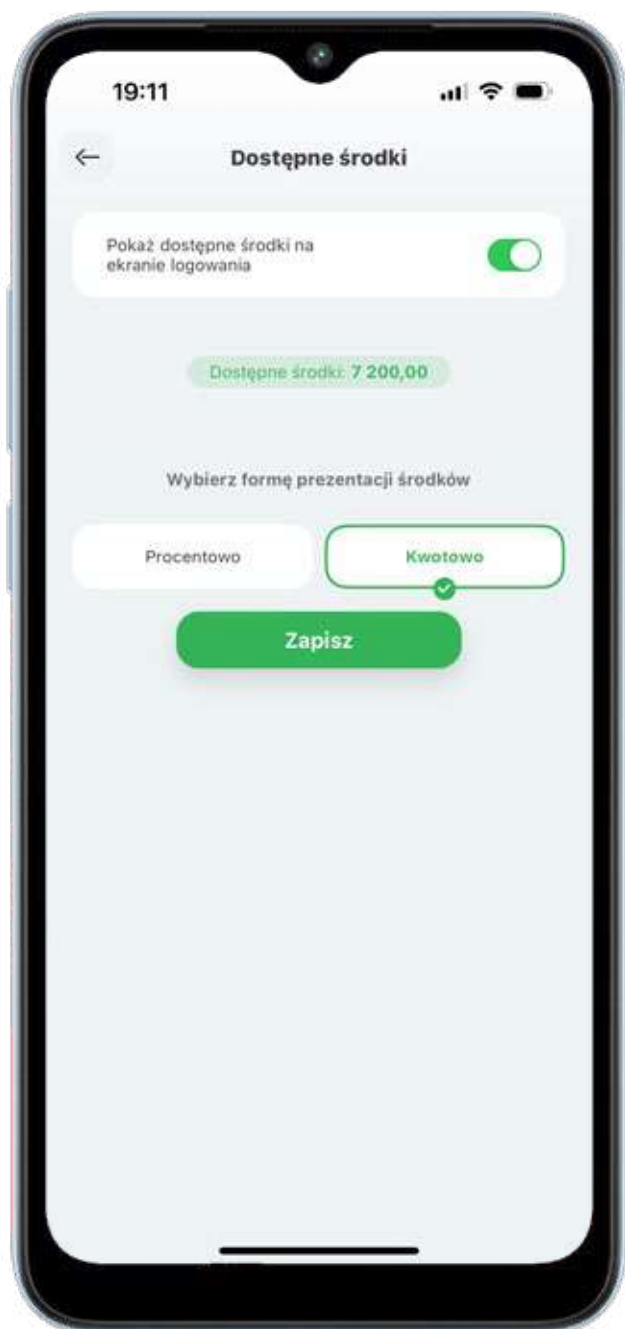 19:11
Dostępne środki
Pokaż dostępne środki na
ekranie logowania
Dostępne środki: 7 200,00
Wybierz formę prezentacji środków
Procentowo
Kwotowo
Zapisz